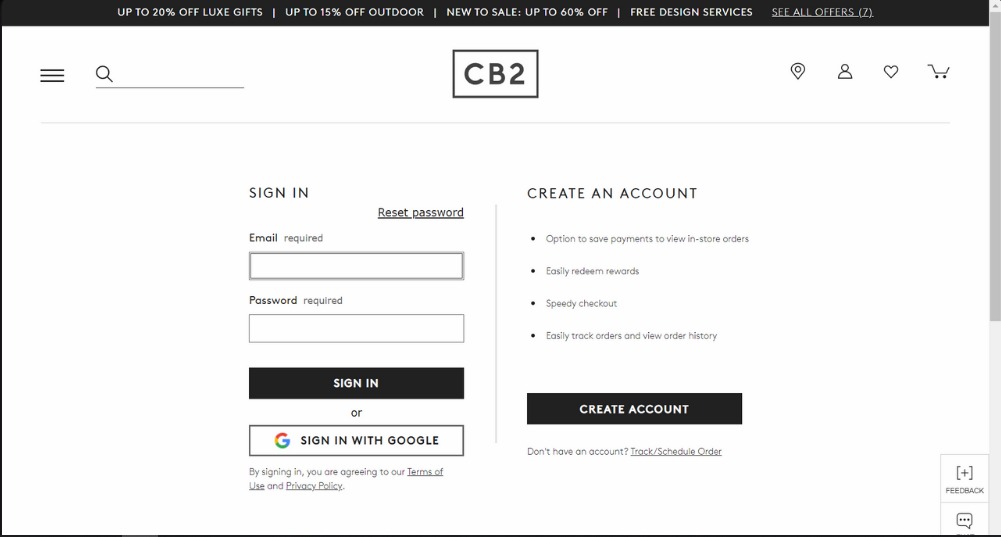 UP TO 20% OFF LUXE GIFTS | UP TO 15% OFF OUTDOOR | NEW TO SALE: UP TO 60% OFF | FREE DESIGN SERVICES SEE ALL OFFERS (7)
CB2
SIGN IN
Reset password
Email required
Password required
SIGN IN
or
SIGN IN WITH GOOGLE
By signing in, you are agreeing to our Terms of
Use and Privacy Policy.
CREATE AN ACCOUNT
• Option to save payments to view in-store orders
• Easily redeem rewards
• Speedy checkout
• Easily track orders and view order history
CREATE ACCOUNT
Don't have an account? Track/Schedule Order
[+]
FEEDBACK